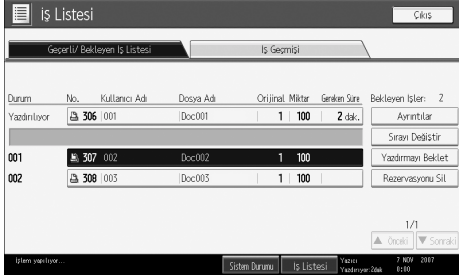 iş Listesi
Çıkış
Geçerli/ Bekleyen İş Listesi
İş Geçmişi
Durum No. Kullanıcı Adı Dosya Adı Orijinal Miktar Gereken Süre Bekleyen İşler: 2
Yazdırılıyor 306 001 Doc001 1 100 2 dak. Ayrıntılar
Sırayı Değiştir
001 307 002 Doc002 1 100 Yazdırmayı Beklet
002 308 003 Doc003 1 100 Rezervasyonu Sil
1/1
▲ Önceki ▼ Sonraki
İşlem yapılıyor... Sistem Durumu İş Listesi Yazıcı 7 NOV 2007
Yazdırıyor:2dak 0:00